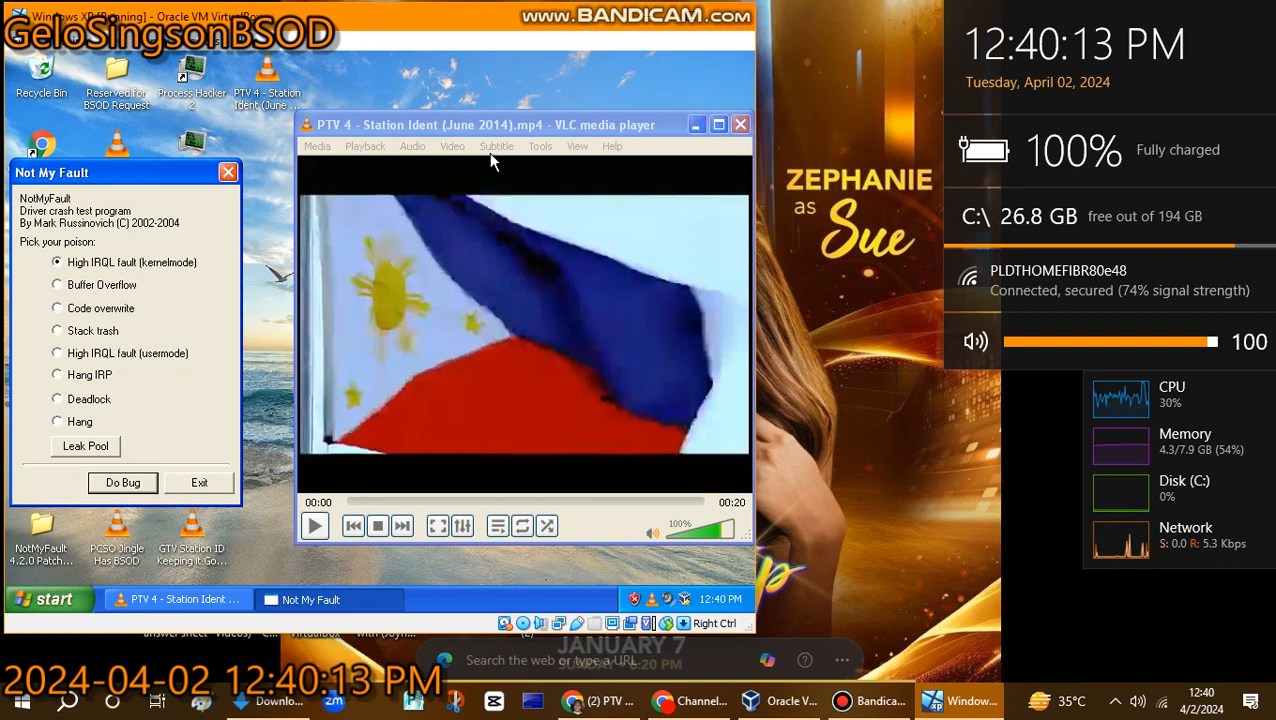 Windows XP [Running] - Oracle VM VirtualBox
www.BANDICAM.com
GeloSingsonBSOD
Recycle Bin
Reserved for BSOD Request
Process Hacker 2
PTV 4 - Station Ident (June ...
PTV 4 - Station Ident (June 2014).mp4 - VLC media player
Media Playback Audio Video Subtitle Tools View Help
Not My Fault
NotMyFault
Driver crash test program
By Mark Russinovich (C) 2002-2004
Pick your poison:
High IRQL fault (kernelmode)
Buffer Overflow
Code overwrite
Stack trash
High IRQL fault (usermode)
Hang IRP
Deadlock
Hang
Leak Pool
Do Bug
Exit
00:00
00:20
100%
NotMyFault 4.2.0 Patch...
PCSO Jingle Has BSOD
GTV Station ID Keeping it Go...
start
PTV 4 - Station Ident ...
Not My Fault
12:40 PM
Right Ctrl
ZEPHANIE
as
Sue
12:40:13 PM
Tuesday, April 02, 2024
100%
Fully charged
C:\ 26.8 GB free out of 194 GB
PLDTHOMEFIBR80e48
Connected, secured (74% signal strength)
100
CPU
30%
Memory
4.3/7.9 GB (54%)
Disk (C:)
0%
Network
S: 0.0 R: 5.3 Kbps
JANUARY 7
Search the web or type a URL
6:20 PM
2024-04-02 12:40:13 PM
Downlo...
zm
(2) PTV ...
Channel...
Oracle V...
Bandica...
Window...
35°C
12:40
4/2/2024